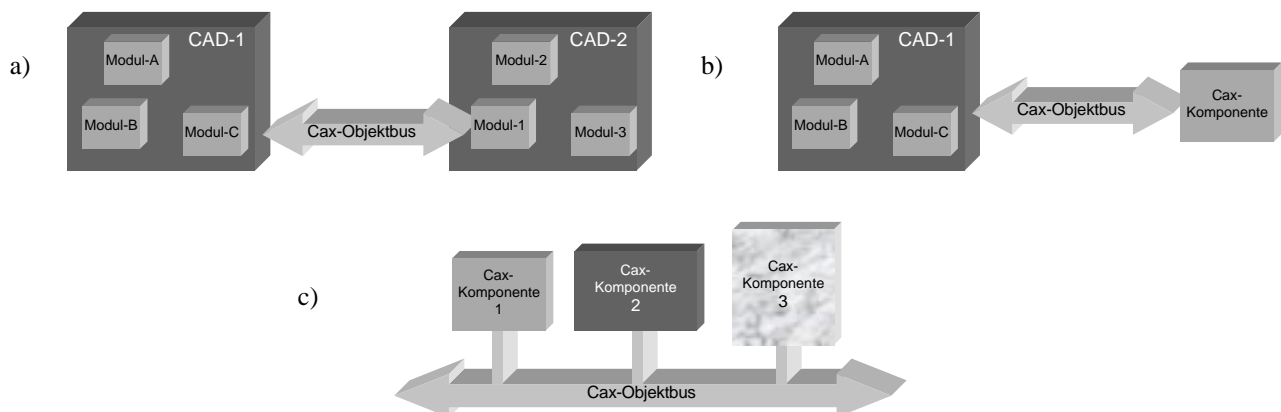 a)
CAD-1
Modul-A
Modul-B
Modul-C
Cax-Objektbus
CAD-2
Modul-2
Modul-1
Modul-3
b)
CAD-1
Modul-A
Modul-B
Modul-C
Cax-Objektbus
Cax-
Komponente
c)
Cax-
Komponente
1
Cax-
Komponente
2
Cax-
Komponente
3
Cax-Objektbus